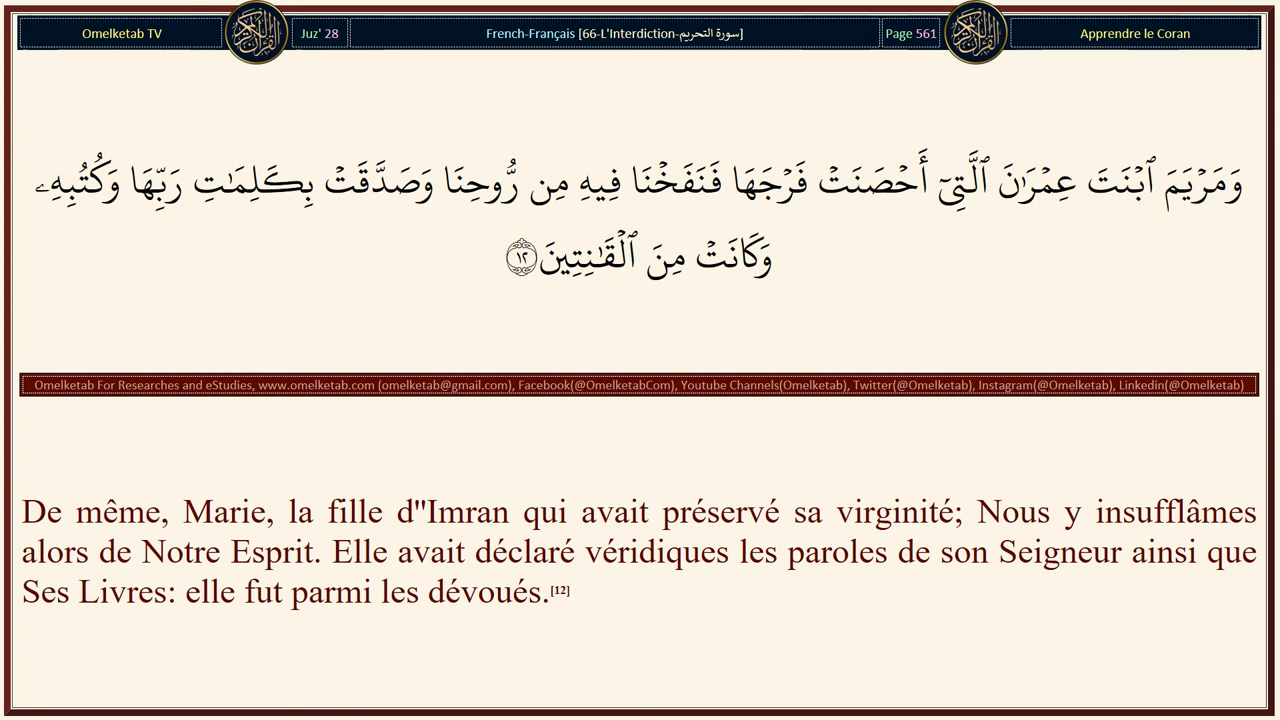 Omelketab TV
Juz' 28
French-Français [66-L'Interdiction-سورة التحريم]
Page 561
Apprendre le Coran
وَمَرْيَمَ ٱبْنَتَ عِمْرَٰنَ ٱلَّتِىٓ أَحْصَنَتْ فَرْجَهَا فَنَفَخْنَا فِيهِ مِن رُّوحِنَا وَصَدَّقَتْ بِكَلِمَٰتِ رَبِّهَا وَكُتُبِهِۦ
وَكَانَتْ مِنَ ٱلْقَٰنِتِينَ ١٢
Omelketab For Researches and eStudies, www.omelketab.com (omelketab@gmail.com), Facebook(@OmelketabCom), Youtube Channels(Omelketab), Twitter(@Omelketab), Instagram(@Omelketab), Linkedin(@Omelketab)
De même, Marie, la fille d"Imran qui avait préservé sa virginité; Nous y insufflâmes
alors de Notre Esprit. Elle avait déclaré véridiques les paroles de son Seigneur ainsi que
Ses Livres: elle fut parmi les dévoués.[12]